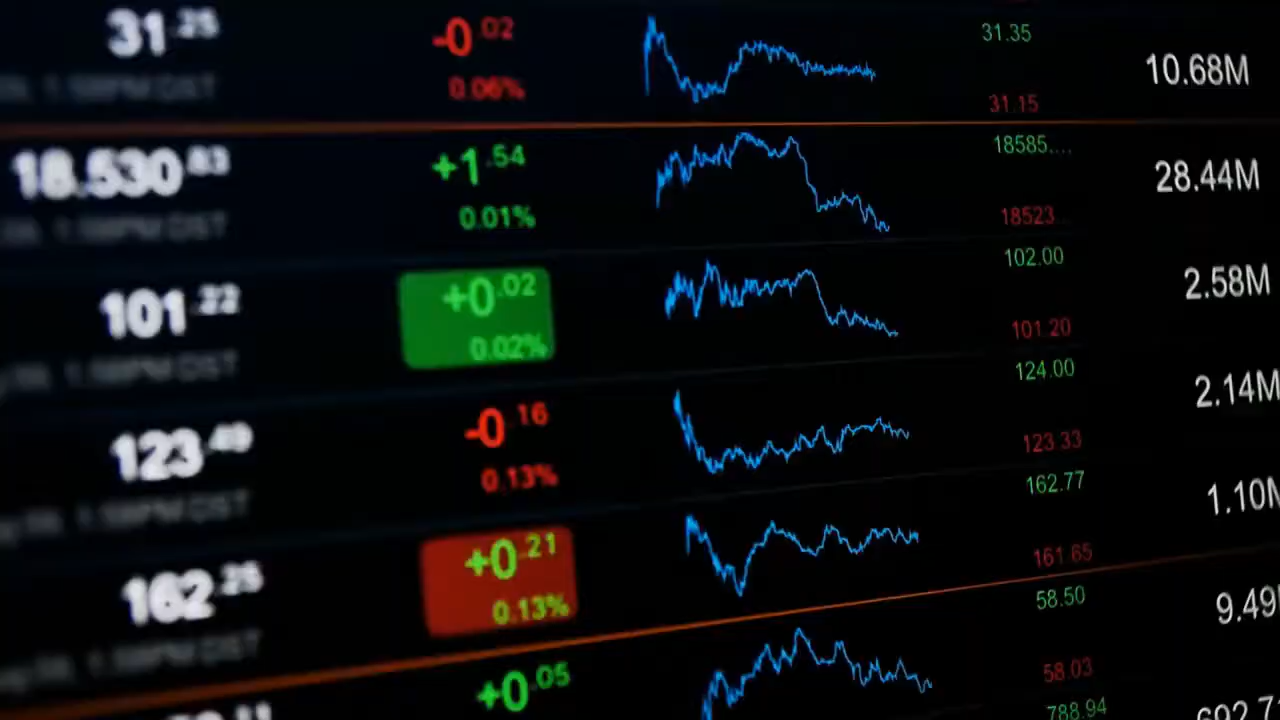 31.25 -0.02 31.35 10.68M
0.06% 31.15
18.530.83 +1.54 18585.... 28.44M
0.01% 18523
101.22 +0.02 102.00 2.58M
0.02% 101.20
123.49 -0.16 124.00 2.14M
0.13% 123.33
162.25 +0.21 162.77 1.10M
0.13% 161.65
+0.05 58.50 9.49
58.03
788.94